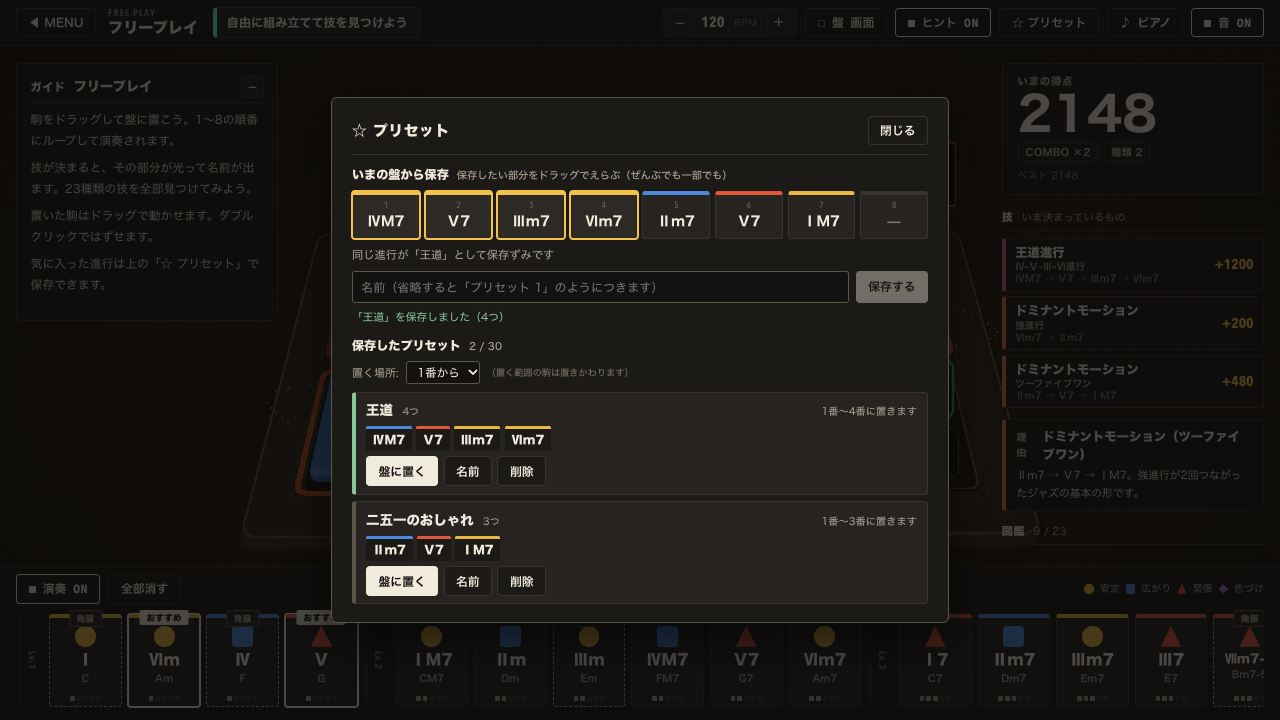 ◀ MENU
FREE PLAY
フリープレイ
自由に組み立てて技を見つけよう
− 120 BPM +
□ 盤 画面
■ ヒント ON
☆ プリセット
♪ ピアノ
■ 音 ON
ガイド フリープレイ
−
駒をドラッグして盤に置こう。1〜8の順番
にループして演奏されます。
技が決まると、その部分が光って名前が出
ます。23種類の技を全部見つけてみよう。
置いた駒はドラッグで動かせます。ダブル
クリックではずせます。
気に入った進行は上の「☆ プリセット」で
保存できます。
☆ プリセット
閉じる
いまの盤から保存 保存したい部分をドラッグでえらぶ（ぜんぶでも一部でも）
1 2 3 4 5 6 7 8
ⅣM7 Ⅴ7 Ⅲm7 Ⅵm7 Ⅱm7 Ⅴ7 ⅠM7 —
同じ進行が「王道」として保存ずみです
名前（省略すると「プリセット 1」のようにつきます）
保存する
「王道」を保存しました（4つ）
保存したプリセット 2 / 30
置く場所: 1番から （置く範囲の駒は置きかわります）
王道 4つ
1番〜4番に置きます
ⅣM7 Ⅴ7 Ⅲm7 Ⅵm7
盤に置く 名前 削除
二五一のおしゃれ 3つ
1番〜3番に置きます
Ⅱm7 Ⅴ7 ⅠM7
盤に置く 名前 削除
いまの得点
2148
COMBO ×2 種類 2
ベスト 2148
技 いま決まっているもの
王道進行
Ⅳ-Ⅴ-Ⅲ-Ⅵ進行
ⅣM7 → Ⅴ7 → Ⅲm7 → Ⅵm7
+1200
ドミナントモーション
強進行
Ⅵm7 → Ⅱm7
+200
ドミナントモーション
ツーファイブワン
Ⅱm7 → Ⅴ7 → ⅠM7
+480
理由
ドミナントモーション（ツーファイ
ブワン）
Ⅱm7 → Ⅴ7 → ⅠM7。強進行が2回つながっ
たジャズの基本の形です。
図鑑 9 / 23
■ 演奏 ON
全部消す
安定 広がり 緊張 色づけ
Lv.1
発展
Ⅰ
C
おすすめ
Ⅵm
Am
発展
Ⅳ
F
おすす
Ⅴ
G
Lv.2
ⅠM7
CM7
Ⅱm
Dm
Ⅲm
Em
ⅣM7
FM7
Ⅴ7
G7
Ⅵm7
Am7
Lv.3
Ⅰ7
C7
Ⅱm7
Dm7
Ⅲm7
Em7
Ⅲ7
E7
発展
Ⅶm7-
Bm7-5